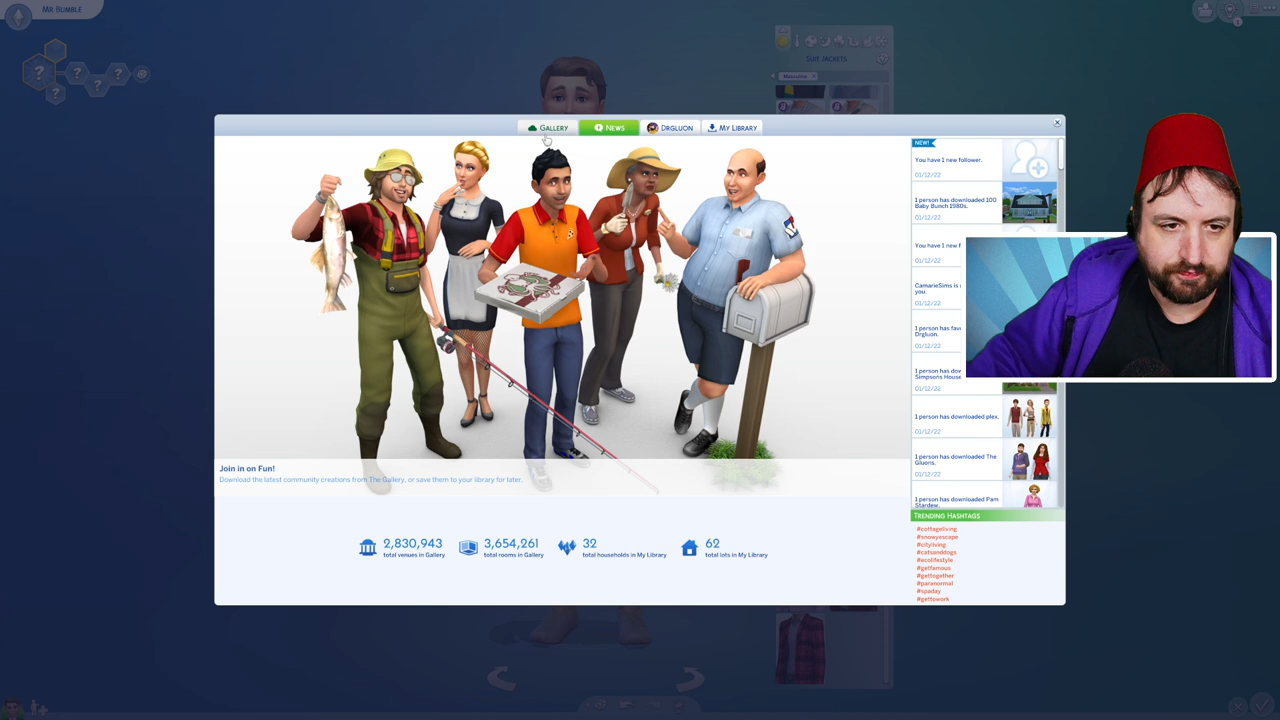 MR BUMBLE
SUIT JACKETS
Masculine
GALLERY
NEWS
DRGLUON
MY LIBRARY
NEW!
You have 1 new follower.
01/12/22
1 person has downloaded 100
Baby Bunch 1980s.
01/12/22
You have 1 new f
01/12/22
CamarieSims is
you.
01/12/22
1 person has fav
Drgluon.
01/12/22
1 person has dow
Simpsons House
01/12/22
1 person has downloaded plex.
01/12/22
1 person has downloaded The
Gluons.
01/12/22
1 person has downloaded Pam
Stardew.
Join in on Fun!
Download the latest community creations from The Gallery, or save them to your library for later.
2,830,943
total venues in Gallery
3,654,261
total rooms in Gallery
32
total households in My Library
62
total lots in My Library
TRENDING HASHTAGS
#cottageliving
#snowyescape
#cityliving
#catsanddogs
#ecolifestyle
#getfamous
#gettogether
#paranormal
#spaday
#gettowork